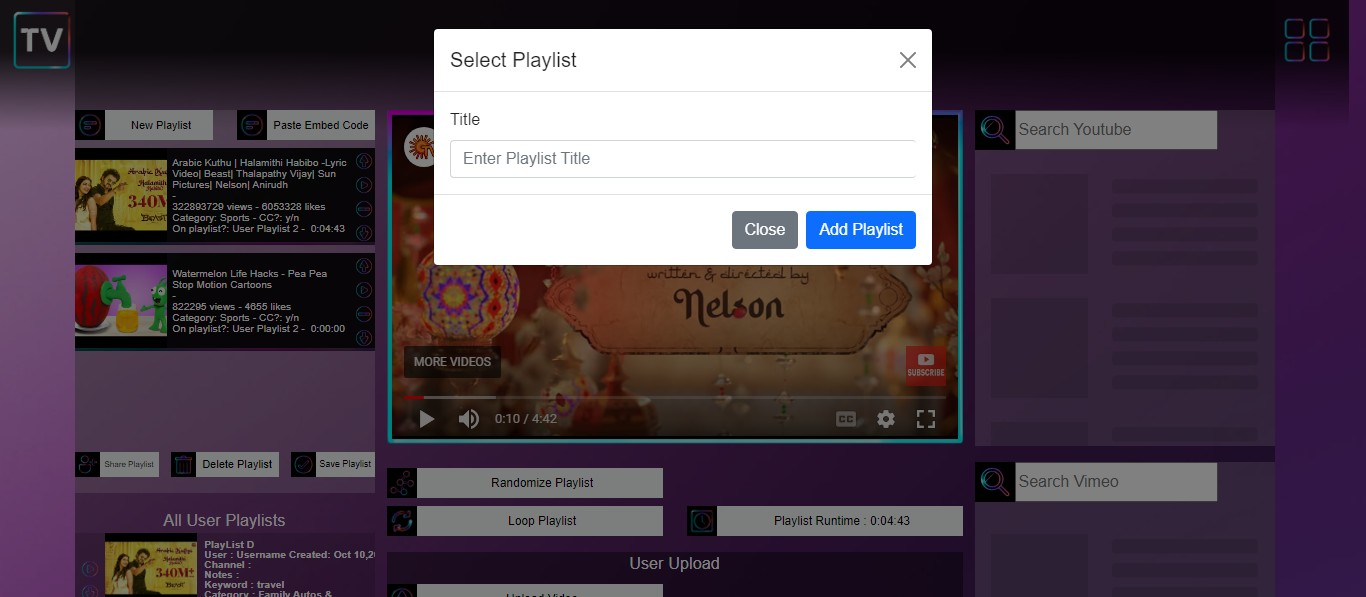 TV
Select Playlist
Title
Enter Playlist Title
Close
Add Playlist
New Playlist
Paste Embed Code
Arabic Kuthu | Halamithi Habibo -Lyric
Video| Beast| Thalapathy Vijay| Sun
Pictures| Nelson| Anirudh
-
322893729 views - 6053328 likes
Category: Sports - CC?: y/n
On playlist?: User Playlist 2 - 0:04:43
340M
BEAST
Watermelon Life Hacks - Pea Pea
Stop Motion Cartoons
-
822295 views - 4655 likes
Category: Sports - CC?: y/n
On playlist?: User Playlist 2 - 0:00:00
Share Playlist
Delete Playlist
Save Playlist
All User Playlists
PlayList D
User : Username Created: Oct 10,20
Channel :
Notes :
Keyword : travel
Category : Family Autos &
340M+
BEAST
written & directed by
Nelson
MORE VIDEOS
SUBSCRIBE
0:10 / 4:42
CC
Randomize Playlist
Loop Playlist
Playlist Runtime : 0:04:43
User Upload
Upload Video
Search Youtube
Search Vimeo